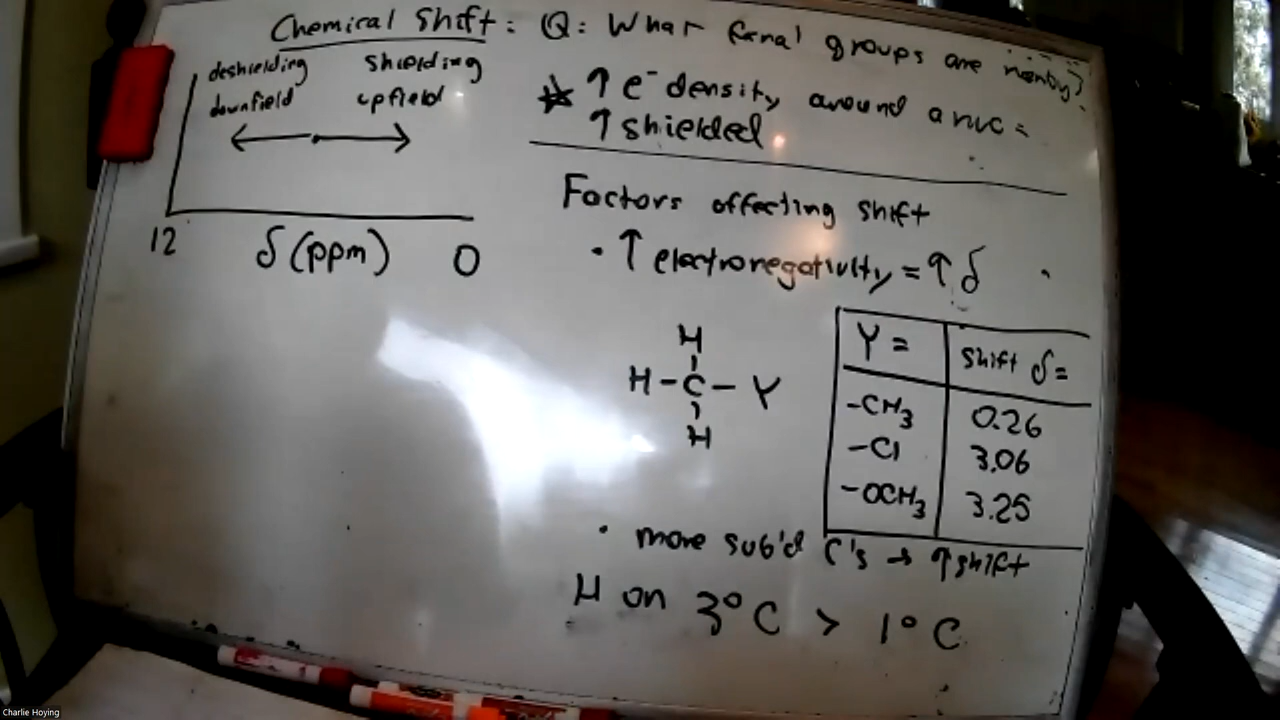 Chemical Shift: Q: What fxnal groups are nearby?
deshielding shielding
downfield upfield
12 δ (ppm) 0
☆ ↑ e⁻ density around a nuc =
↑ shielded
Factors affecting shift
• ↑ electronegativity = ↑ δ
H
H-C-Y
H
Y = shift δ=
-CH₃ 0.26
-Cl 3.06
-OCH₃ 3.25
• more sub'd C's → ↑ shift
H on 3° C > 1° C
Charlie Hoying